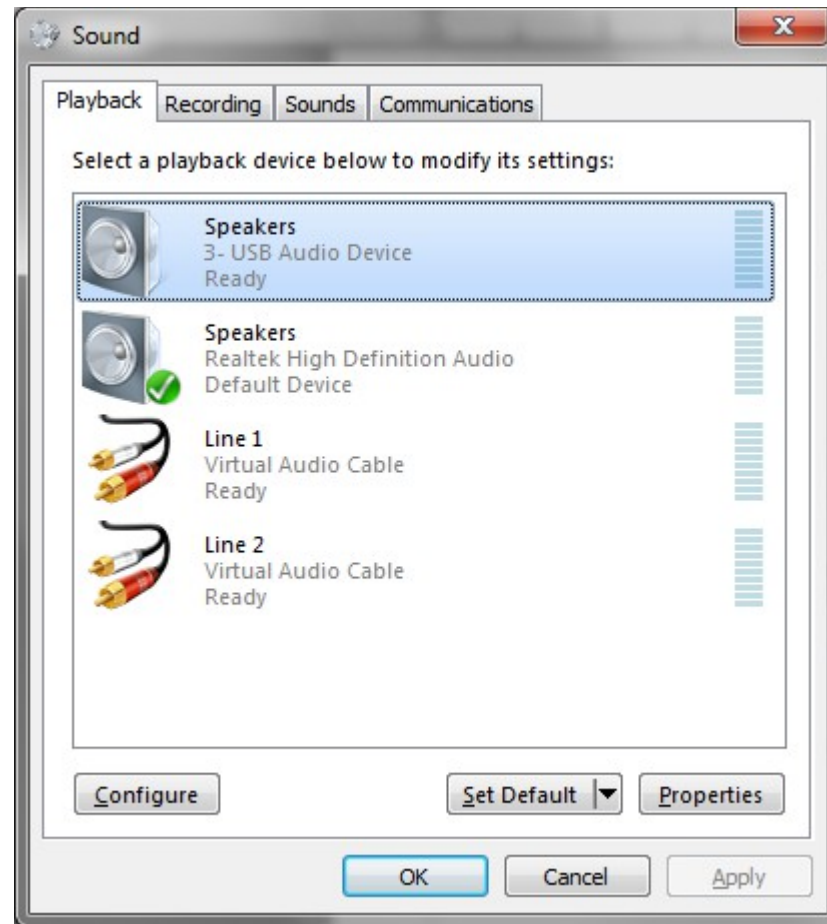 Sound
Playback Recording Sounds Communications
Select a playback device below to modify its settings:
Speakers
3- USB Audio Device
Ready
Speakers
Realtek High Definition Audio
Default Device
Line 1
Virtual Audio Cable
Ready
Line 2
Virtual Audio Cable
Ready
Configure Set Default Properties
OK Cancel Apply